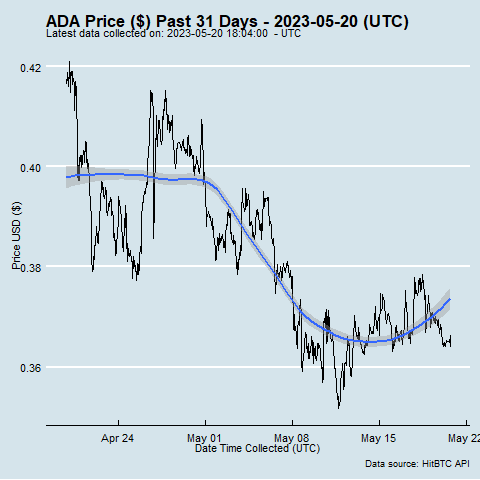 ADA Price ($) Past 31 Days - 2023-05-20 (UTC)
Latest data collected on: 2023-05-20 18:04:00 - UTC
0.42
0.40
0.38
0.36
Price USD ($)
Apr 24
May 01
May 08
May 15
May 22
Date Time Collected (UTC)
Data source: HitBTC API